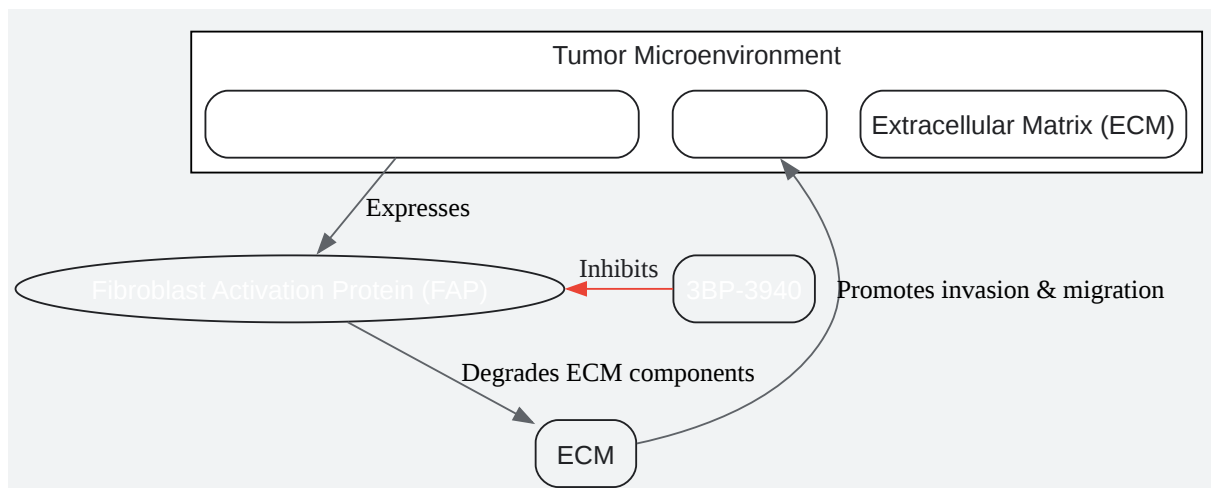 Tumor Microenvironment
Extracellular Matrix (ECM)
Expresses
Inhibits
Fibroblast Activation Protein (FAP)
3BP-3940
Promotes invasion & migration
Degrades ECM components
ECM